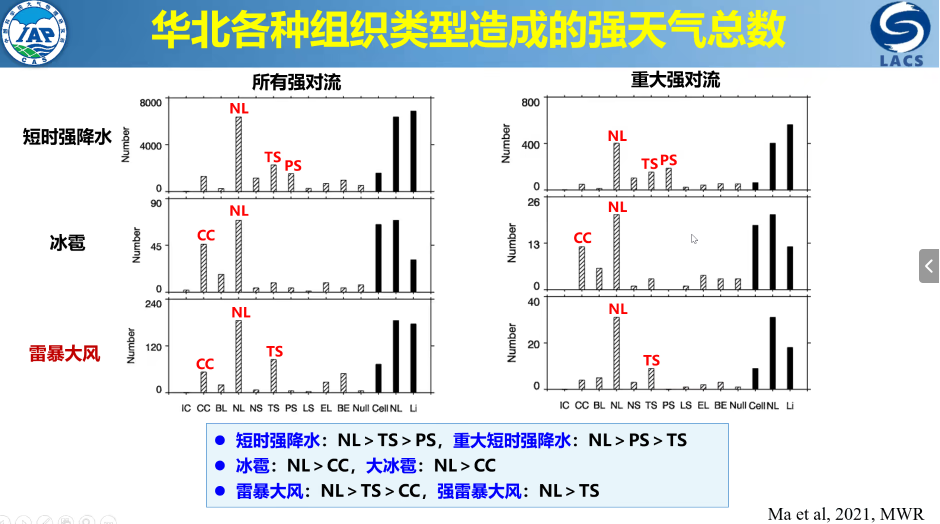 华北各种组织类型造成的强天气总数
IAP
CAS
LACS
所有强对流
重大强对流
短时强降水
冰雹
雷暴大风
8000
4000
0
Number
NL
TS
PS
800
400
0
Number
NL
TS
PS
90
45
0
Number
CC
NL
26
13
0
Number
CC
NL
240
120
0
Number
CC
NL
TS
40
20
0
Number
NL
TS
IC CC BL NL NS TS PS LS EL BE Null Cell NL Li
IC CC BL NL NS TS PS LS EL BE Null Cell NL Li
● 短时强降水：NL＞TS＞PS，重大短时强降水：NL＞PS＞TS
● 冰雹：NL＞CC，大冰雹：NL＞CC
● 雷暴大风：NL＞TS＞CC，强雷暴大风：NL＞TS
Ma et al, 2021, MWR